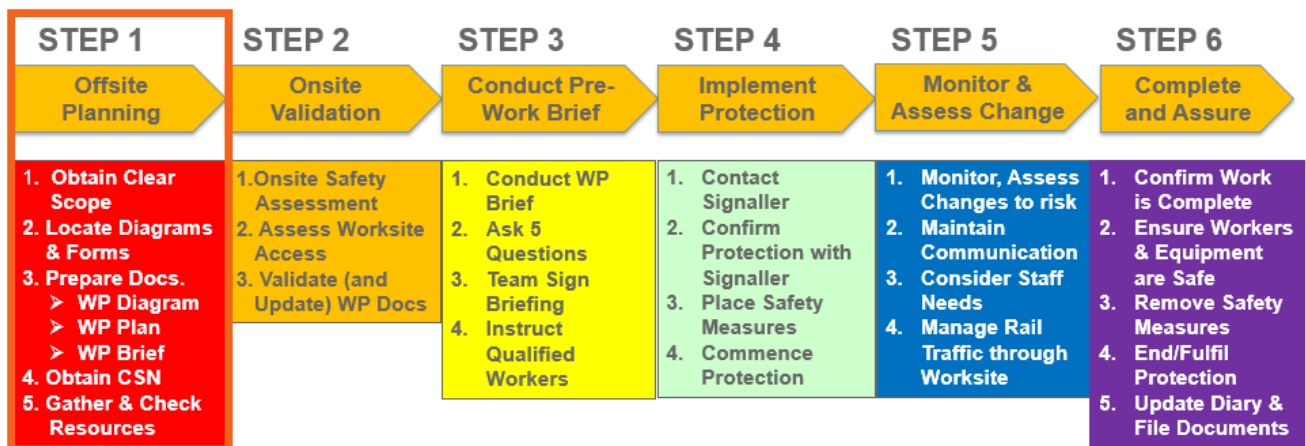 STEP 1
Offsite
Planning
1. Obtain Clear
Scope
2. Locate Diagrams
& Forms
3. Prepare Docs.
➢ WP Diagram
➢ WP Plan
➢ WP Brief
4. Obtain CSN
5. Gather & Check
Resources
STEP 2
Onsite
Validation
1.Onsite Safety
Assessment
2. Assess Worksite
Access
3. Validate (and
Update) WP Docs
STEP 3
Conduct Pre-
Work Brief
1. Conduct WP
Brief
2. Ask 5
Questions
3. Team Sign
Briefing
4. Instruct
Qualified
Workers
STEP 4
Implement
Protection
1. Contact
Signaller
2. Confirm
Protection with
Signaller
3. Place Safety
Measures
4. Commence
Protection
STEP 5
Monitor &
Assess Change
1. Monitor, Assess
Changes to risk
2. Maintain
Communication
3. Consider Staff
Needs
4. Manage Rail
Traffic through
Worksite
STEP 6
Complete
and Assure
1. Confirm Work
is Complete
2. Ensure Workers
& Equipment
are Safe
3. Remove Safety
Measures
4. End/Fulfil
Protection
5. Update Diary &
File Documents